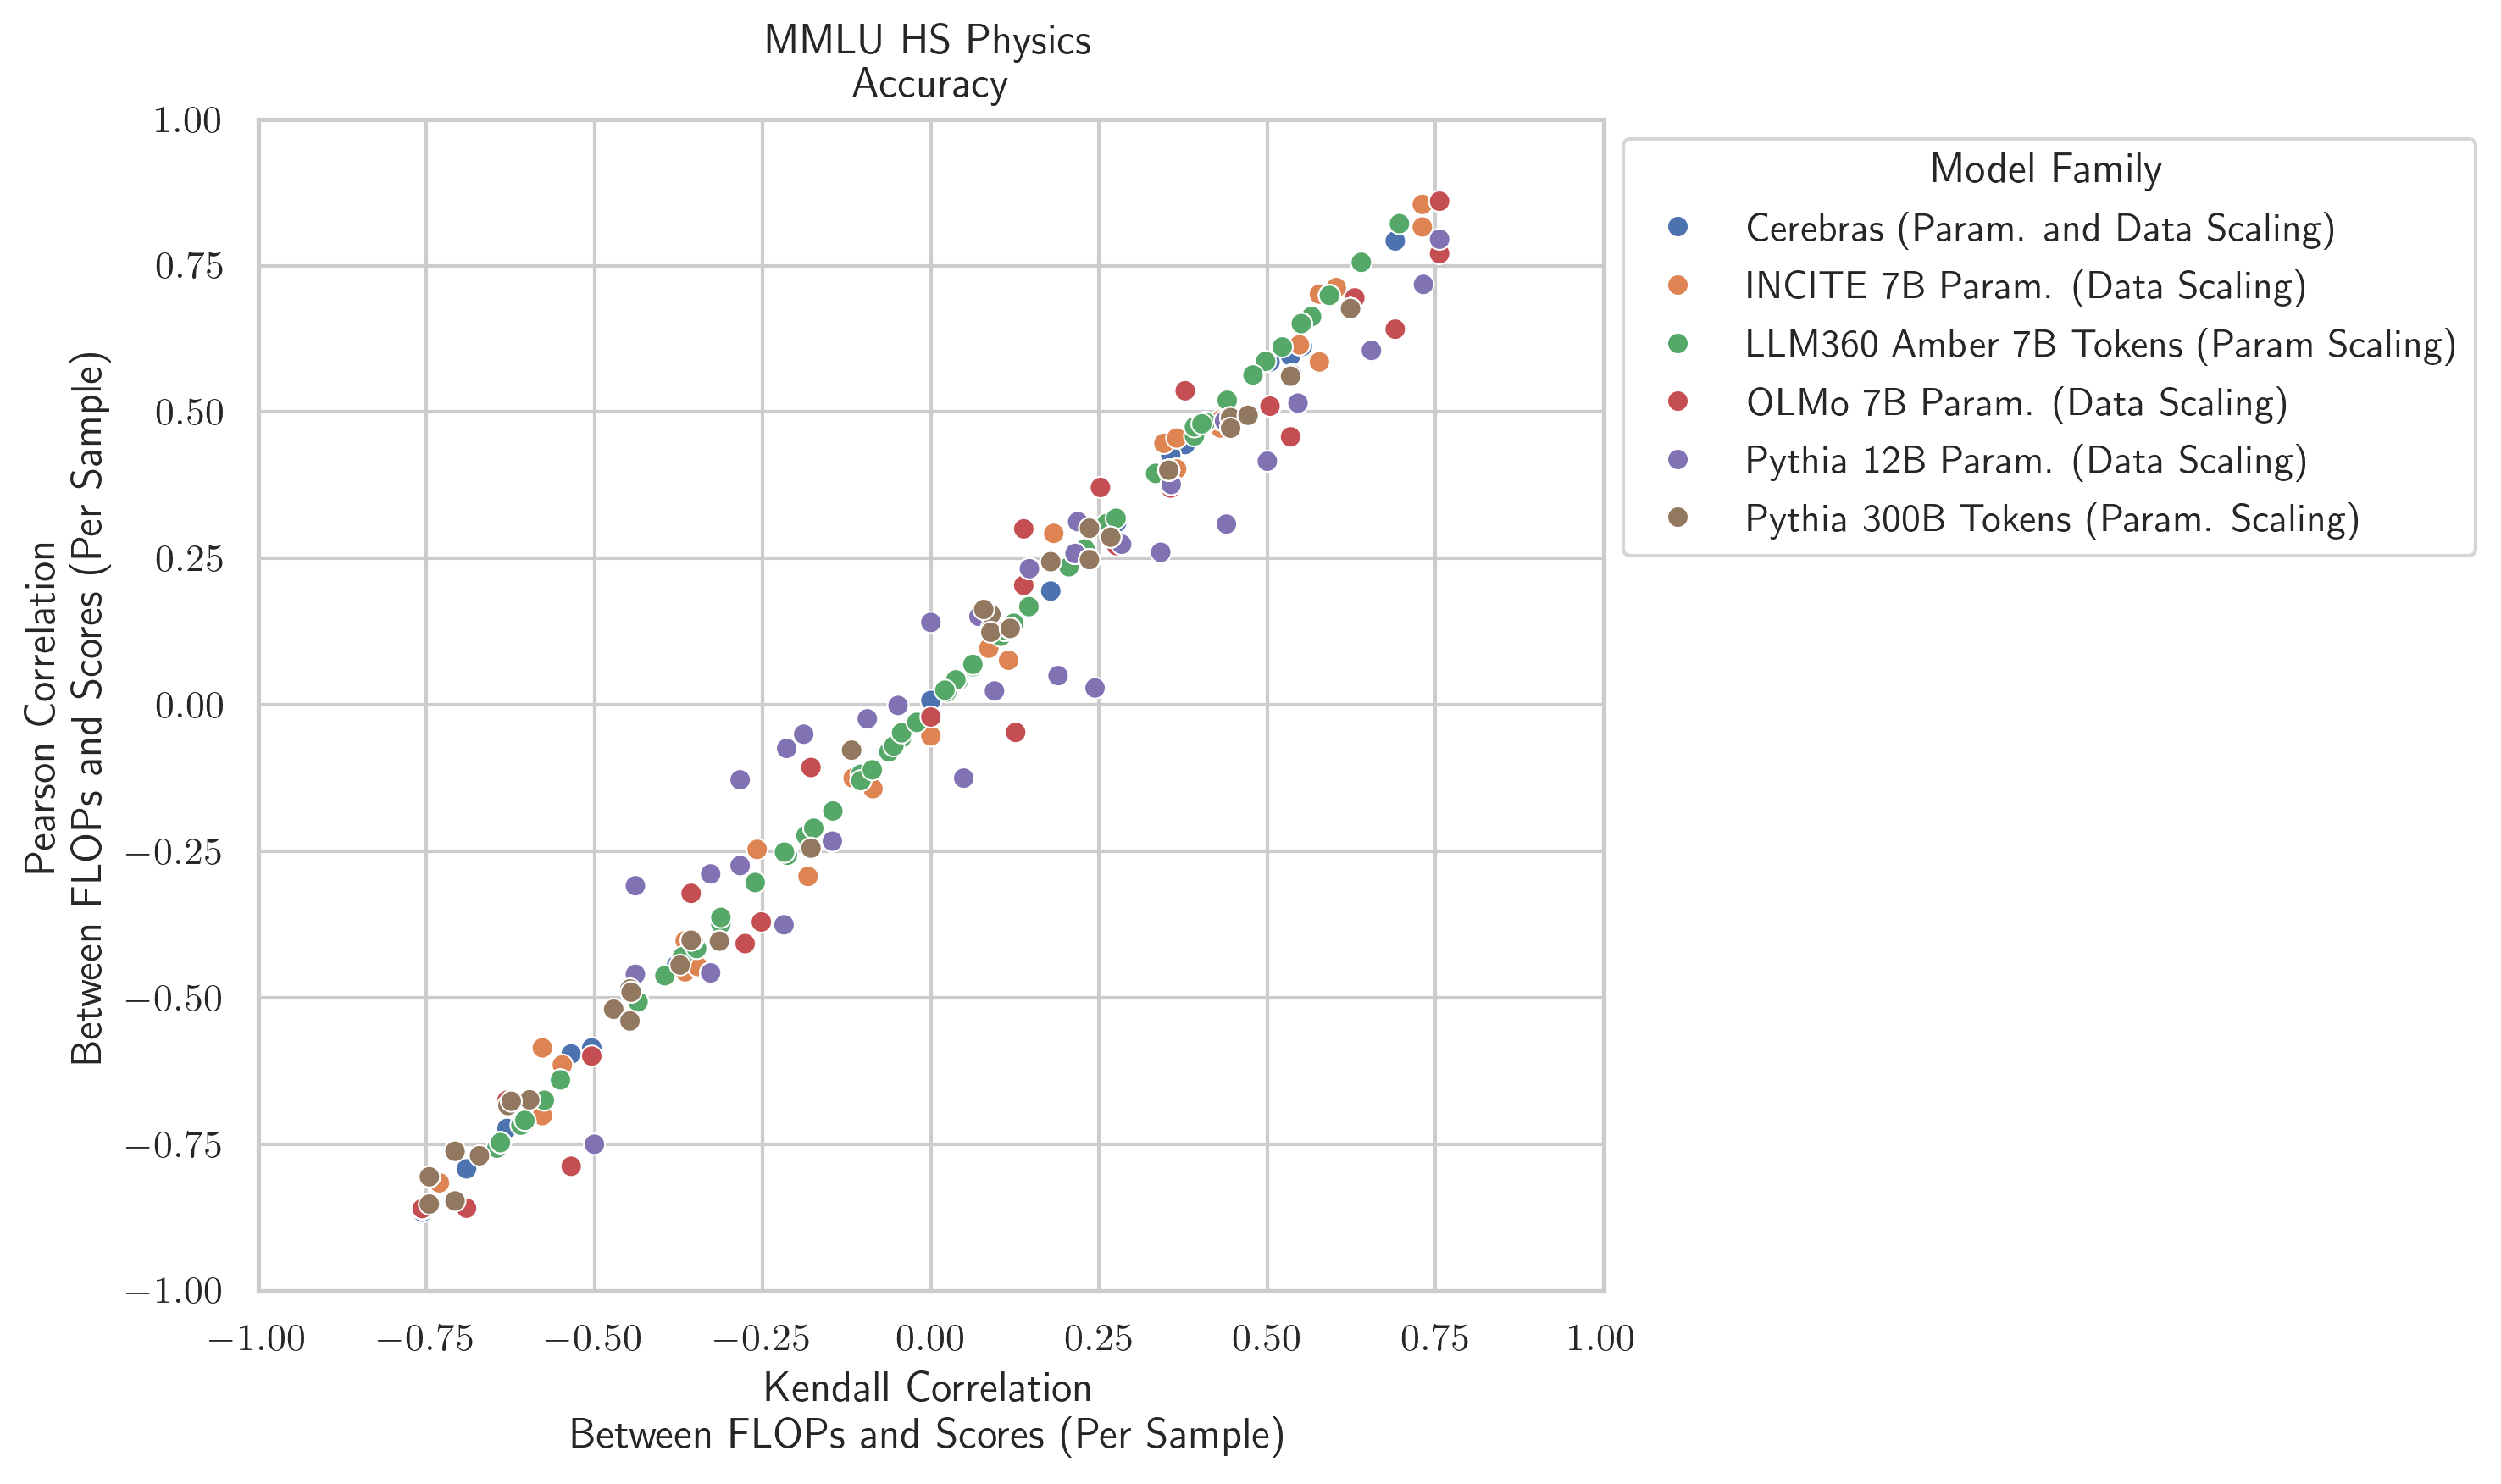 MMLU HS Physics
Accuracy
Pearson Correlation
Between FLOPs and Scores (Per Sample)
1.00
0.75
0.50
0.25
0.00
−0.25
−0.50
−0.75
−1.00
−1.00 −0.75 −0.50 −0.25 0.00 0.25 0.50 0.75 1.00
Kendall Correlation
Between FLOPs and Scores (Per Sample)
Model Family
Cerebras (Param. and Data Scaling)
INCITE 7B Param. (Data Scaling)
LLM360 Amber 7B Tokens (Param Scaling)
OLMo 7B Param. (Data Scaling)
Pythia 12B Param. (Data Scaling)
Pythia 300B Tokens (Param. Scaling)